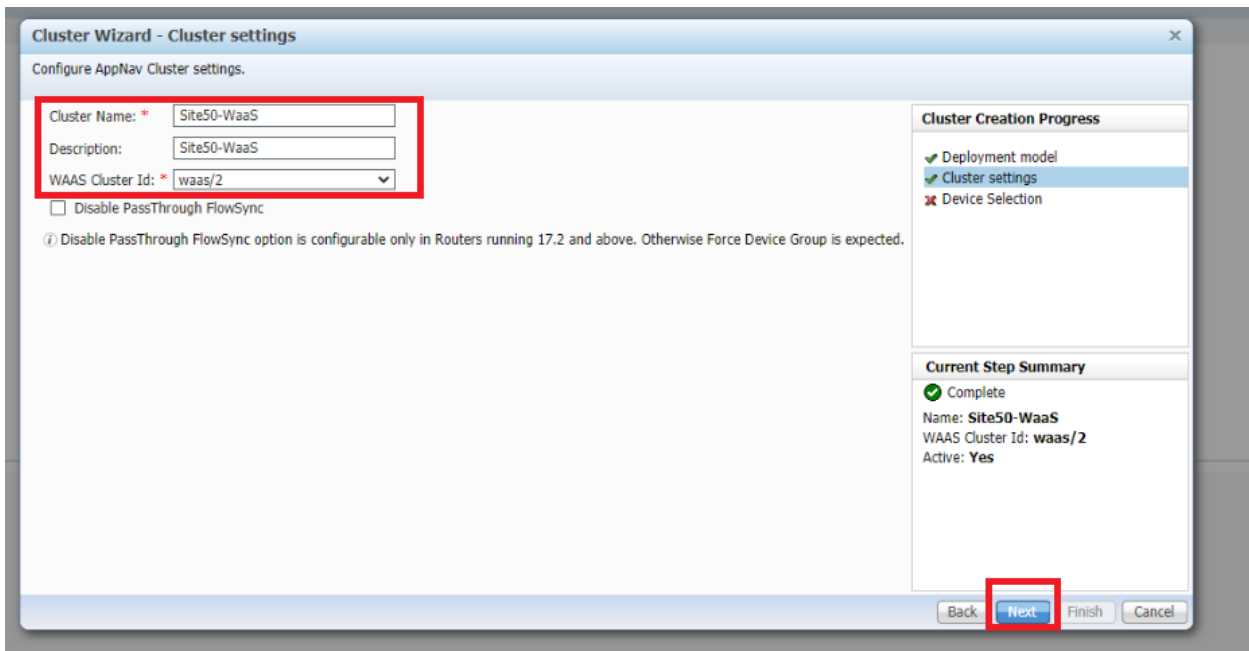 Cluster Wizard - Cluster settings
Configure AppNav Cluster settings.
Cluster Name: * Site50-WaaS
Description: Site50-WaaS
WAAS Cluster Id: * waas/2
Disable PassThrough FlowSync
Disable PassThrough FlowSync option is configurable only in Routers running 17.2 and above. Otherwise Force Device Group is expected.
Cluster Creation Progress
Deployment model
Cluster settings
Device Selection
Current Step Summary
Complete
Name: Site50-WaaS
WAAS Cluster Id: waas/2
Active: Yes
Back Next Finish Cancel